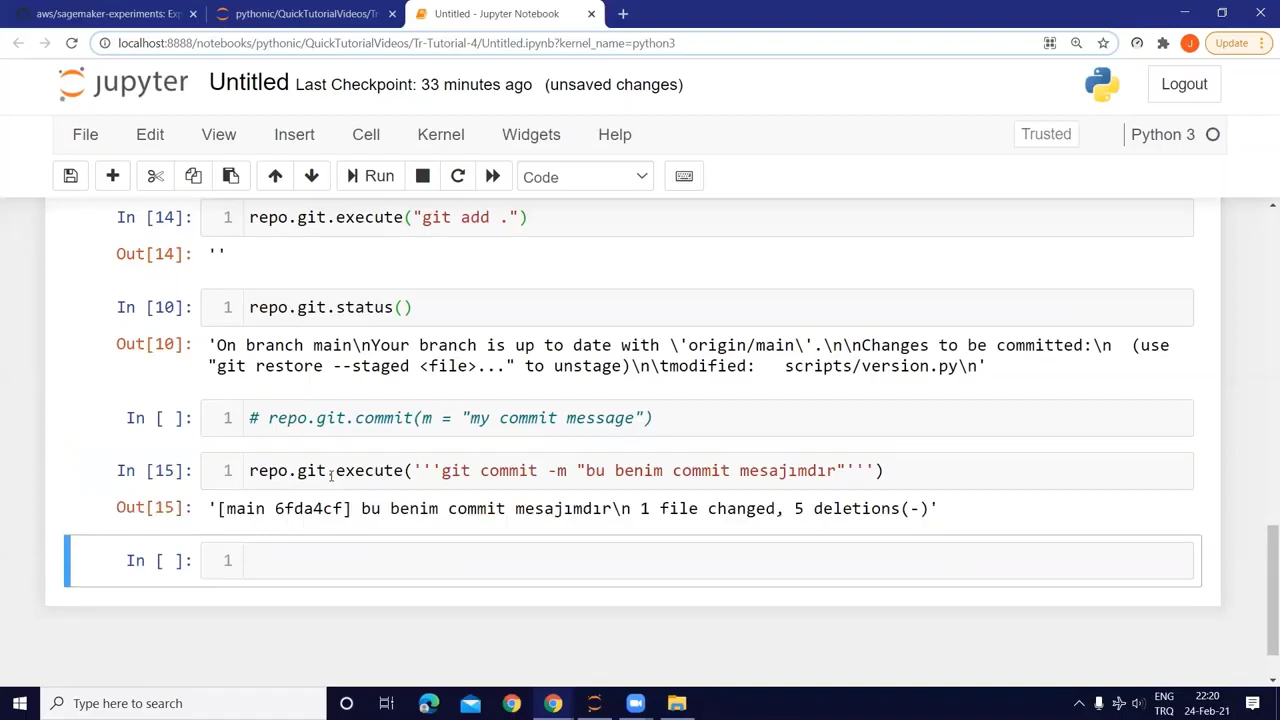 aws/sagemaker-experiments: Exp
pythonic/QuickTutorialVideos/Tr
Untitled - Jupyter Notebook
localhost:8888/notebooks/pythonic/QuickTutorialVideos/Tr-Tutorial-4/Untitled.ipynb?kernel_name=python3
J
Update
jupyter Untitled Last Checkpoint: 33 minutes ago (unsaved changes)
Logout
File Edit View Insert Cell Kernel Widgets Help
Trusted
Python 3
Run
Code
In [14]: 1 repo.git.execute("git add .")
Out[14]: ''
In [10]: 1 repo.git.status()
Out[10]: 'On branch main\nYour branch is up to date with \'origin/main\'.\n\nChanges to be committed:\n (use
"git restore --staged <file>..." to unstage)\n\tmodified: scripts/version.py\n'
In [ ]: 1 # repo.git.commit(m = "my commit message")
In [15]: 1 repo.git.execute('''git commit -m "bu benim commit mesajımdır"''')
Out[15]: '[main 6fda4cf] bu benim commit mesajımdır\n 1 file changed, 5 deletions(-)'
In [ ]: 1
Type here to search
ENG
TRQ
22:20
24-Feb-21